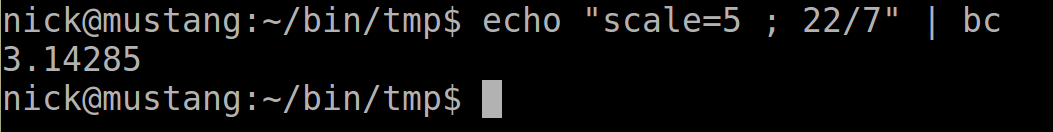 nick@mustang:~/bin/tmp$ echo "scale=5 ; 22/7" | bc
3.14285
nick@mustang:~/bin/tmp$